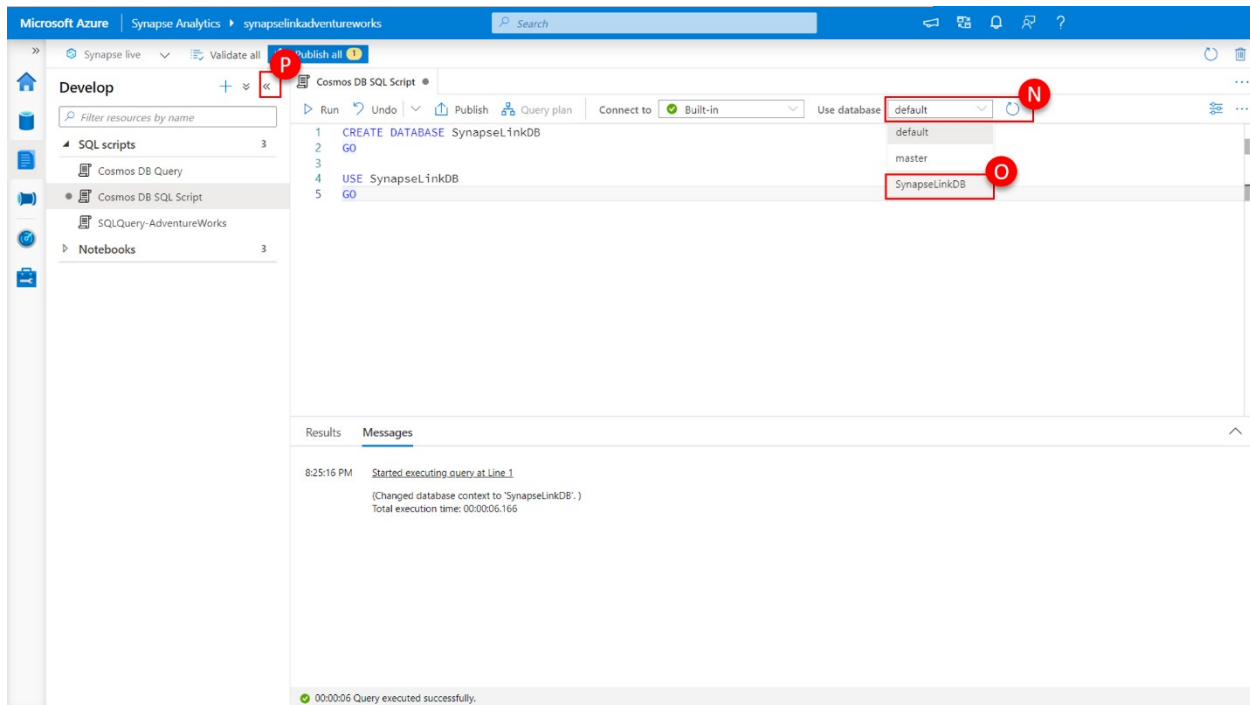 Microsoft Azure Synapse Analytics synapselinkadventureworks Search ?
Synapse live Validate all Publish all 1
P
Develop
Cosmos DB SQL Script
N
Run Undo Publish Query plan Connect to Built-in Use database default
Filter resources by name
SQL scripts 3
Cosmos DB Query
Cosmos DB SQL Script
SQLQuery-AdventureWorks
Notebooks 3
1 CREATE DATABASE SynapseLinkDB
2 GO
3
4 USE SynapseLinkDB
5 GO
default
master
O
SynapseLinkDB
Results Messages
8:25:16 PM Started executing query at Line 1
(Changed database context to 'SynapseLinkDB'. )
Total execution time: 00:00:06.166
00:00:06 Query executed successfully.